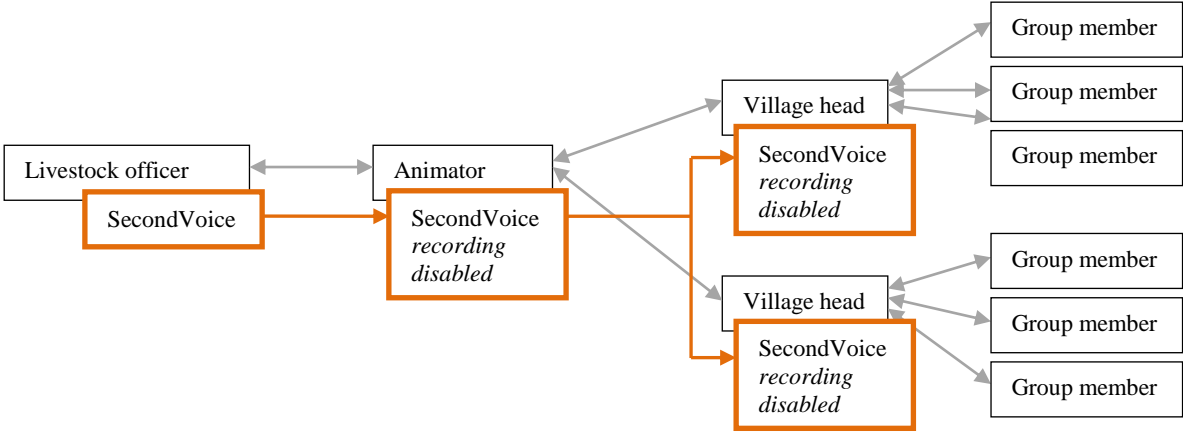 Livestock officer
SecondVoice
Animator
SecondVoice
recording
disabled
Village head
SecondVoice
recording
disabled
Village head
SecondVoice
recording
disabled
Group member
Group member
Group member
Group member
Group member
Group member